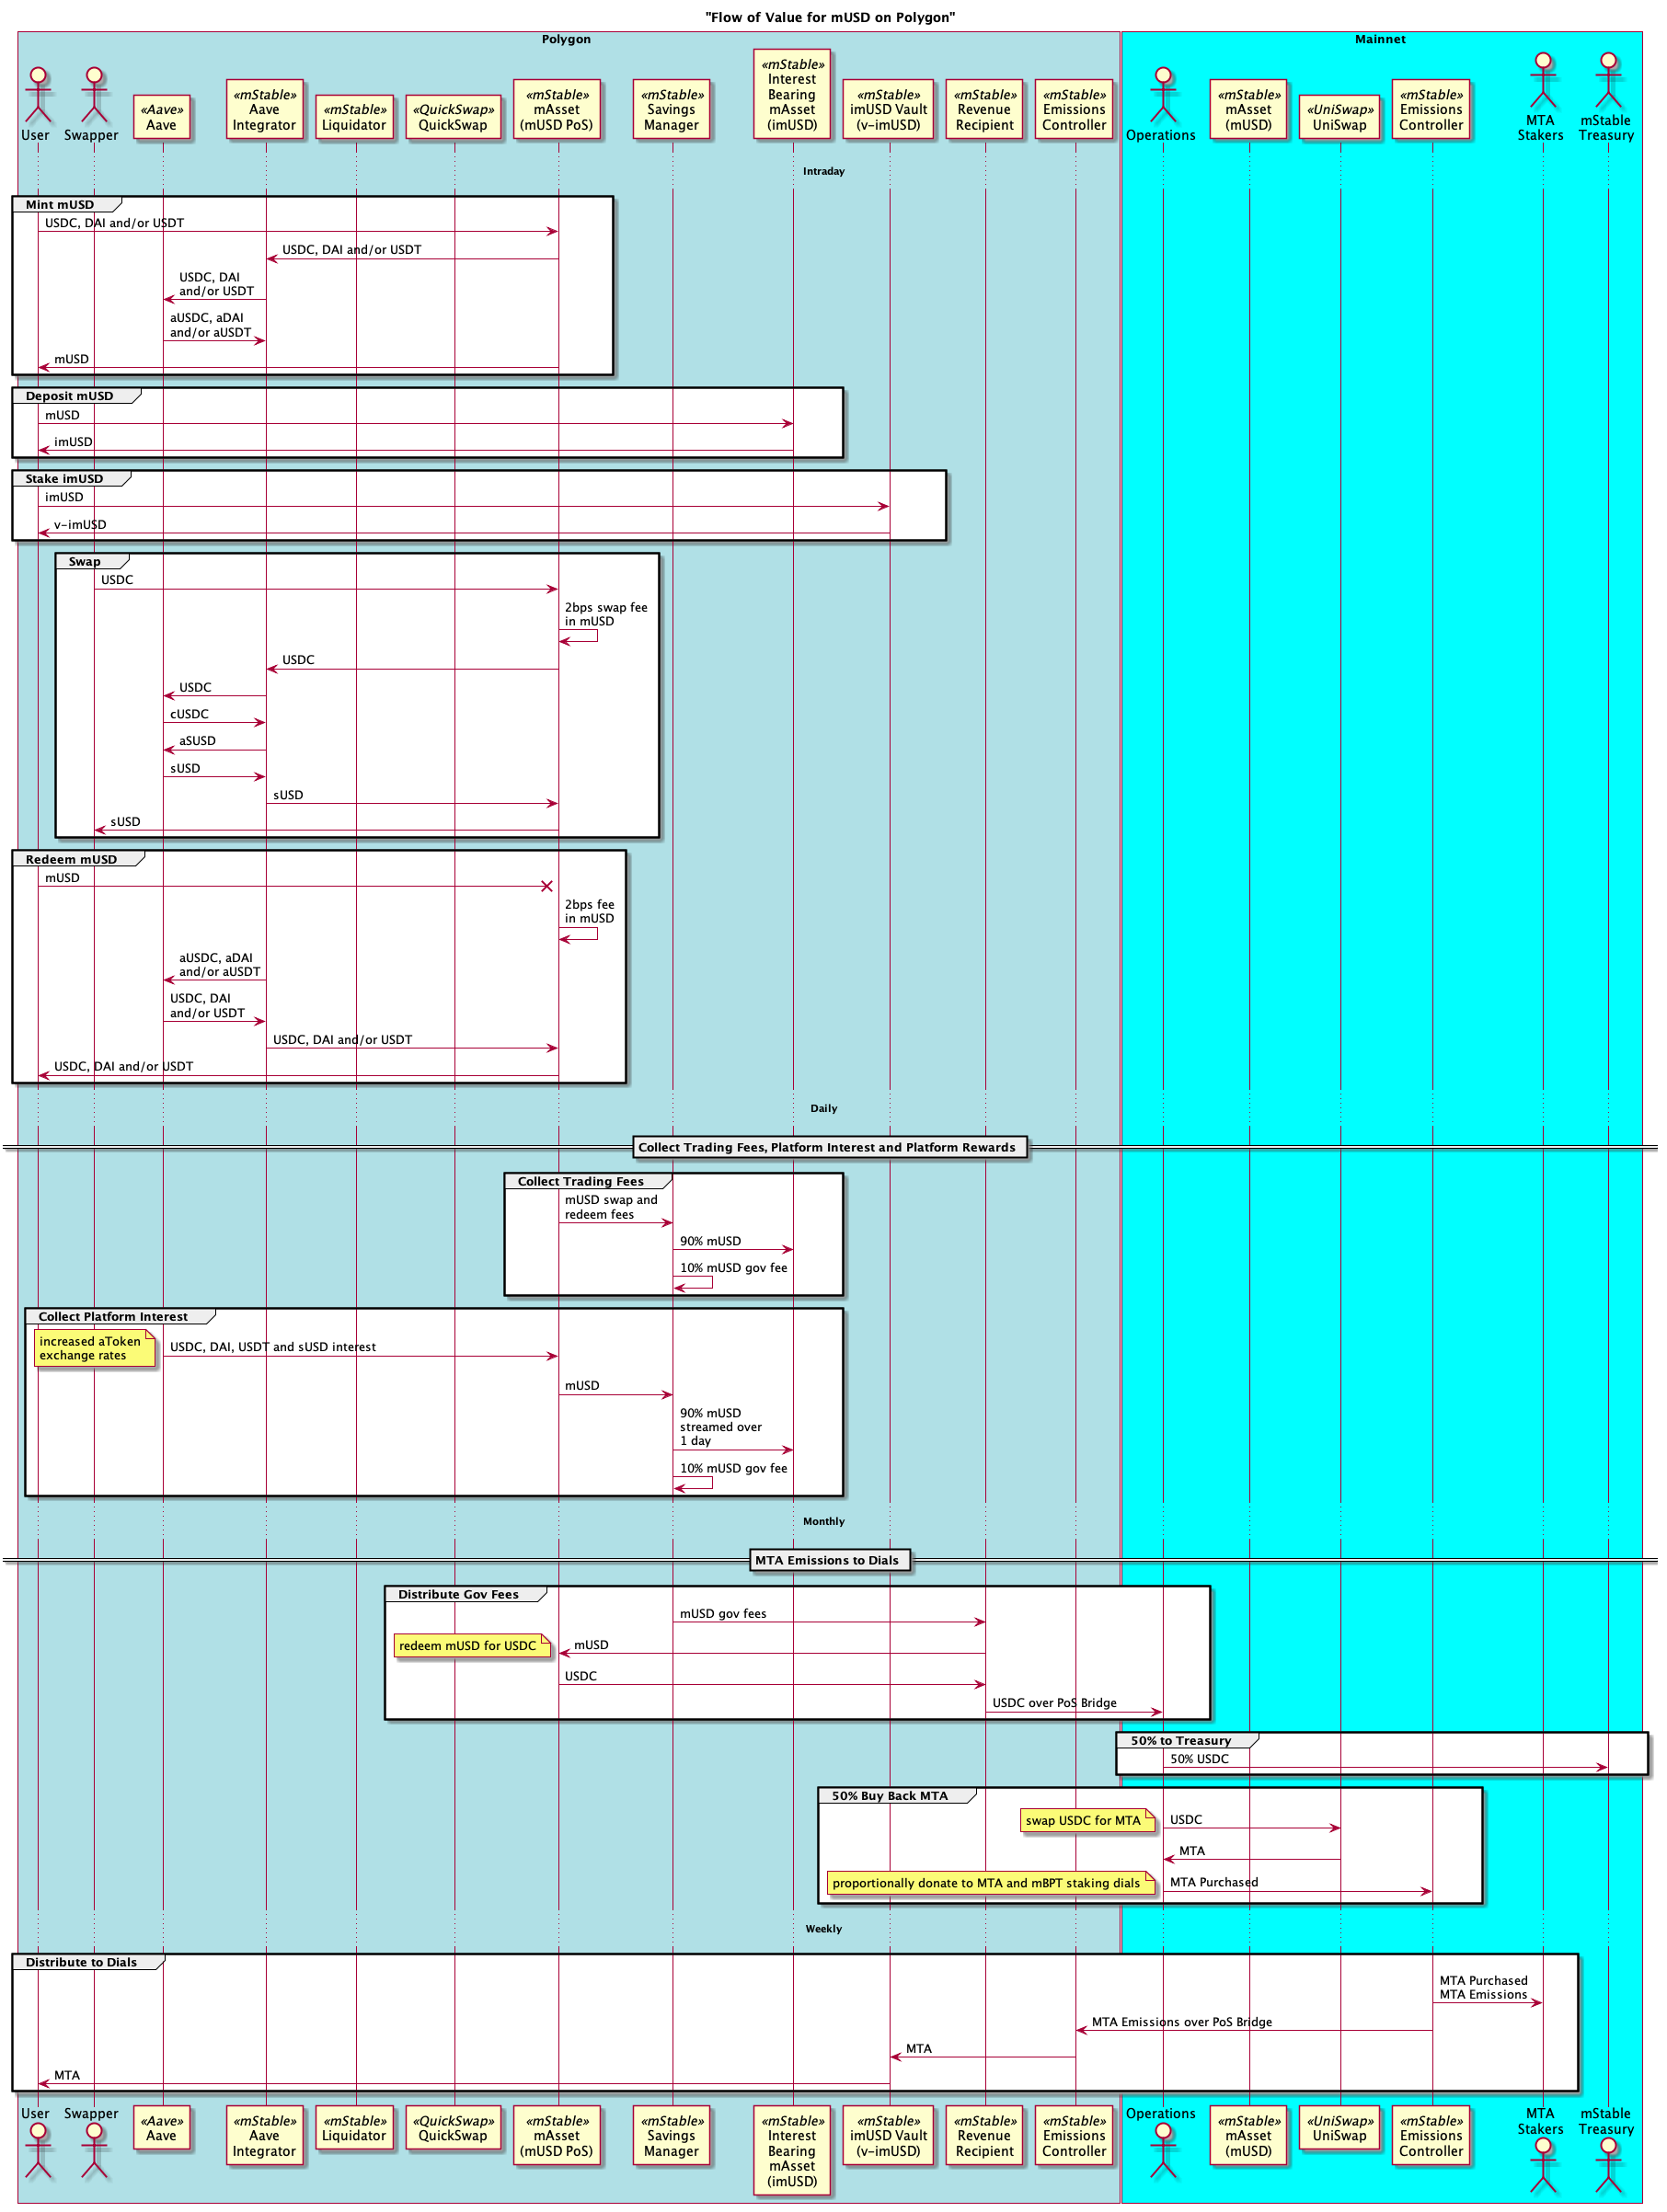 "Flow of Value for mUSD on Polygon"
Polygon
Mainnet
User
Swapper
«Aave»
Aave
«mStable»
Aave
Integrator
«mStable»
Liquidator
«QuickSwap»
QuickSwap
«mStable»
mAsset
(mUSD PoS)
«mStable»
Savings
Manager
«mStable»
Interest
Bearing
mAsset
(imUSD)
«mStable»
imUSD Vault
(v-imUSD)
«mStable»
Revenue
Recipient
«mStable»
Emissions
Controller
Operations
«mStable»
mAsset
(mUSD)
«UniSwap»
UniSwap
«mStable»
Emissions
Controller
MTA
Stakers
mStable
Treasury
Intraday
Mint mUSD
USDC, DAI and/or USDT
USDC, DAI and/or USDT
USDC, DAI
and/or USDT
aUSDC, aDAI
and/or aUSDT
mUSD
Deposit mUSD
mUSD
imUSD
Stake imUSD
imUSD
v-imUSD
Swap
USDC
2bps swap fee
in mUSD
USDC
USDC
cUSDC
aSUSD
sUSD
sUSD
sUSD
Redeem mUSD
mUSD
2bps fee
in mUSD
aUSDC, aDAI
and/or aUSDT
USDC, DAI
and/or USDT
USDC, DAI and/or USDT
USDC, DAI and/or USDT
Daily
Collect Trading Fees, Platform Interest and Platform Rewards
Collect Trading Fees
mUSD swap and
redeem fees
90% mUSD
10% mUSD gov fee
Collect Platform Interest
increased aToken
exchange rates
USDC, DAI, USDT and sUSD interest
mUSD
90% mUSD
streamed over
1 day
10% mUSD gov fee
Monthly
MTA Emissions to Dials
Distribute Gov Fees
mUSD gov fees
redeem mUSD for USDC
mUSD
USDC
USDC over PoS Bridge
50% to Treasury
50% USDC
50% Buy Back MTA
swap USDC for MTA
USDC
MTA
proportionally donate to MTA and mBPT staking dials
MTA Purchased
Weekly
Distribute to Dials
MTA Purchased
MTA Emissions
MTA Emissions over PoS Bridge
MTA
MTA
User
Swapper
«Aave»
Aave
«mStable»
Aave
Integrator
«mStable»
Liquidator
«QuickSwap»
QuickSwap
«mStable»
mAsset
(mUSD PoS)
«mStable»
Savings
Manager
«mStable»
Interest
Bearing
mAsset
(imUSD)
«mStable»
imUSD Vault
(v-imUSD)
«mStable»
Revenue
Recipient
«mStable»
Emissions
Controller
Operations
«mStable»
mAsset
(mUSD)
«UniSwap»
UniSwap
«mStable»
Emissions
Controller
MTA
Stakers
mStable
Treasury